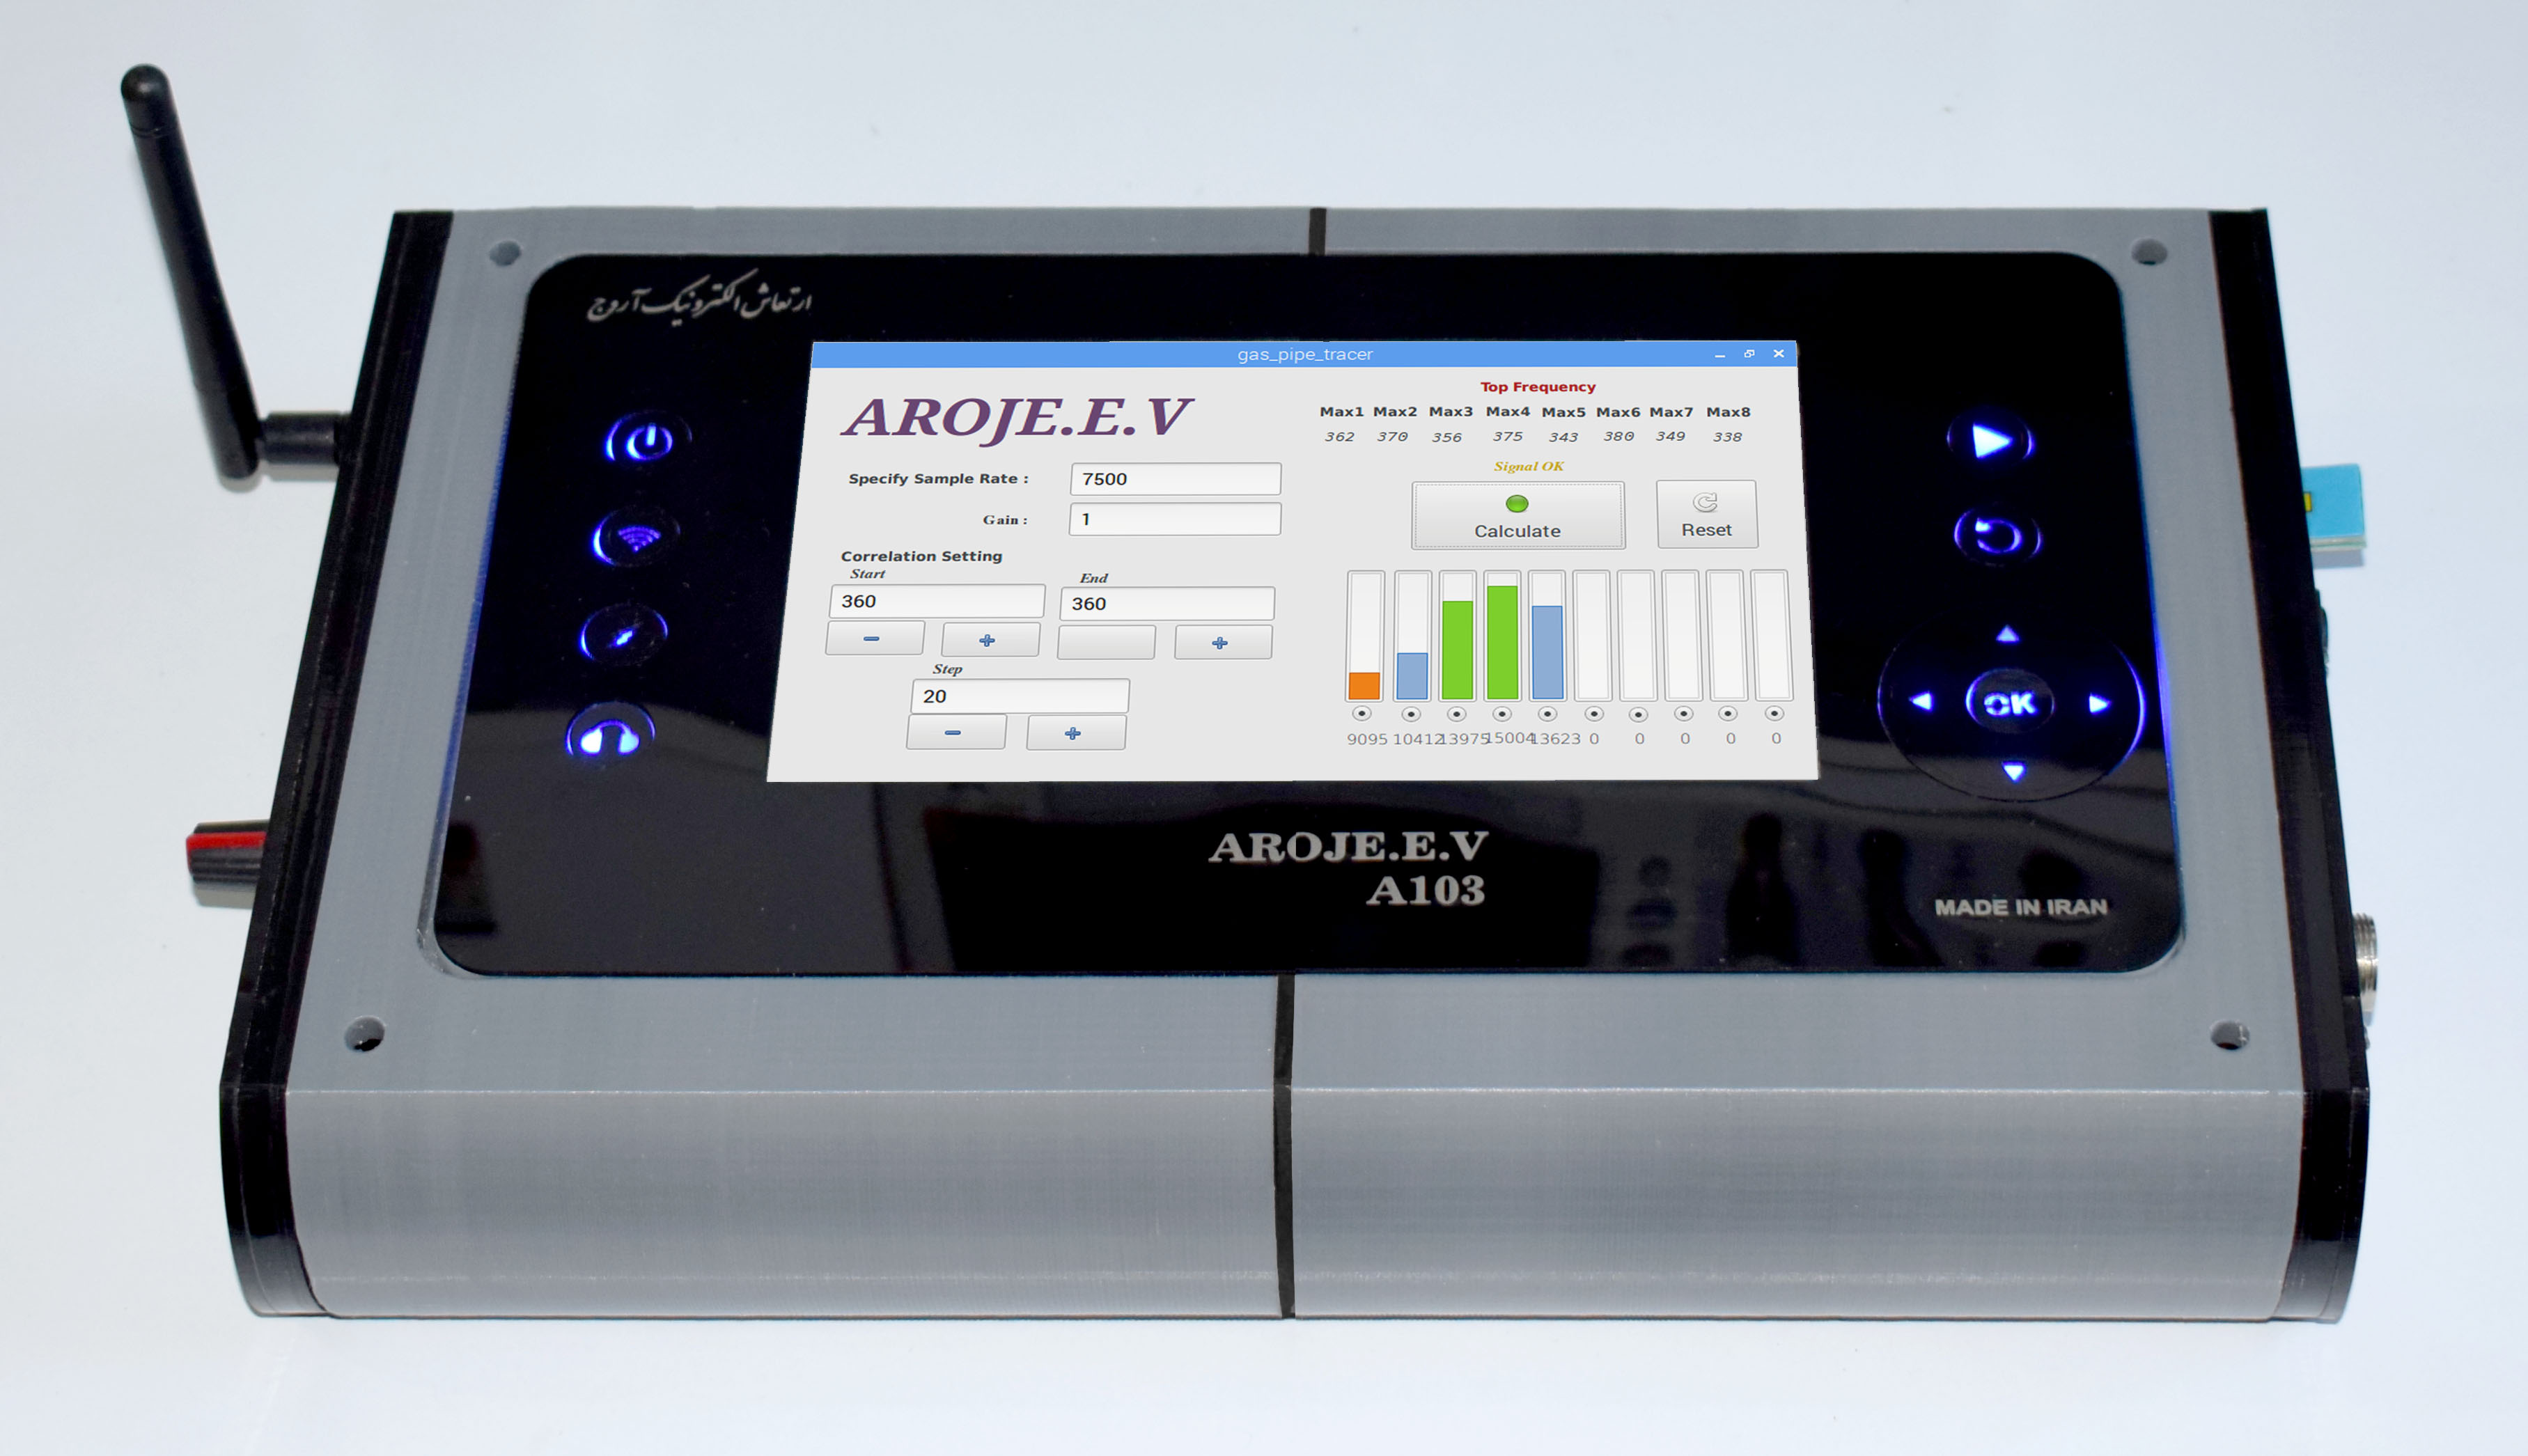 ارتعاش الکترونیک آروج
gas_pipe_tracer
AROJE.E.V
Specify Sample Rate : 7500
Gain : 1
Correlation Setting
Start End
360 360
Step
20
Top Frequency
Max1 Max2 Max3 Max4 Max5 Max6 Max7 Max8
362 370 356 375 343 380 349 338
Signal OK
Calculate Reset
9095 10412 13975 15004 13623 0 0 0 0 0
OK
AROJE.E.V
A103
MADE IN IRAN